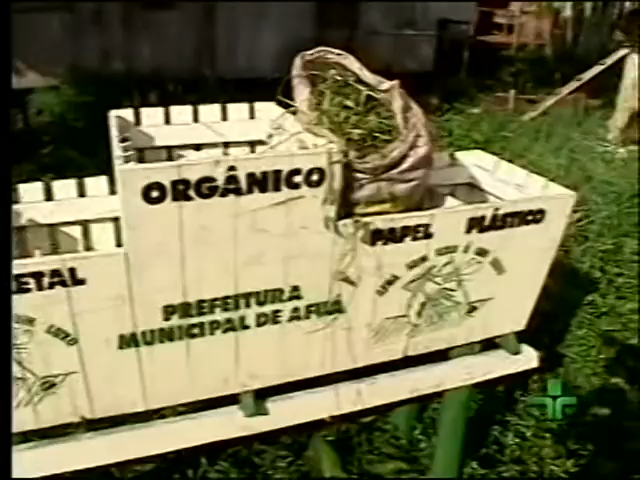 ORGÂNICO
PAPEL PLÁSTICO
ETAL
PREFEITURA
MUNICIPAL DE AFUÁ